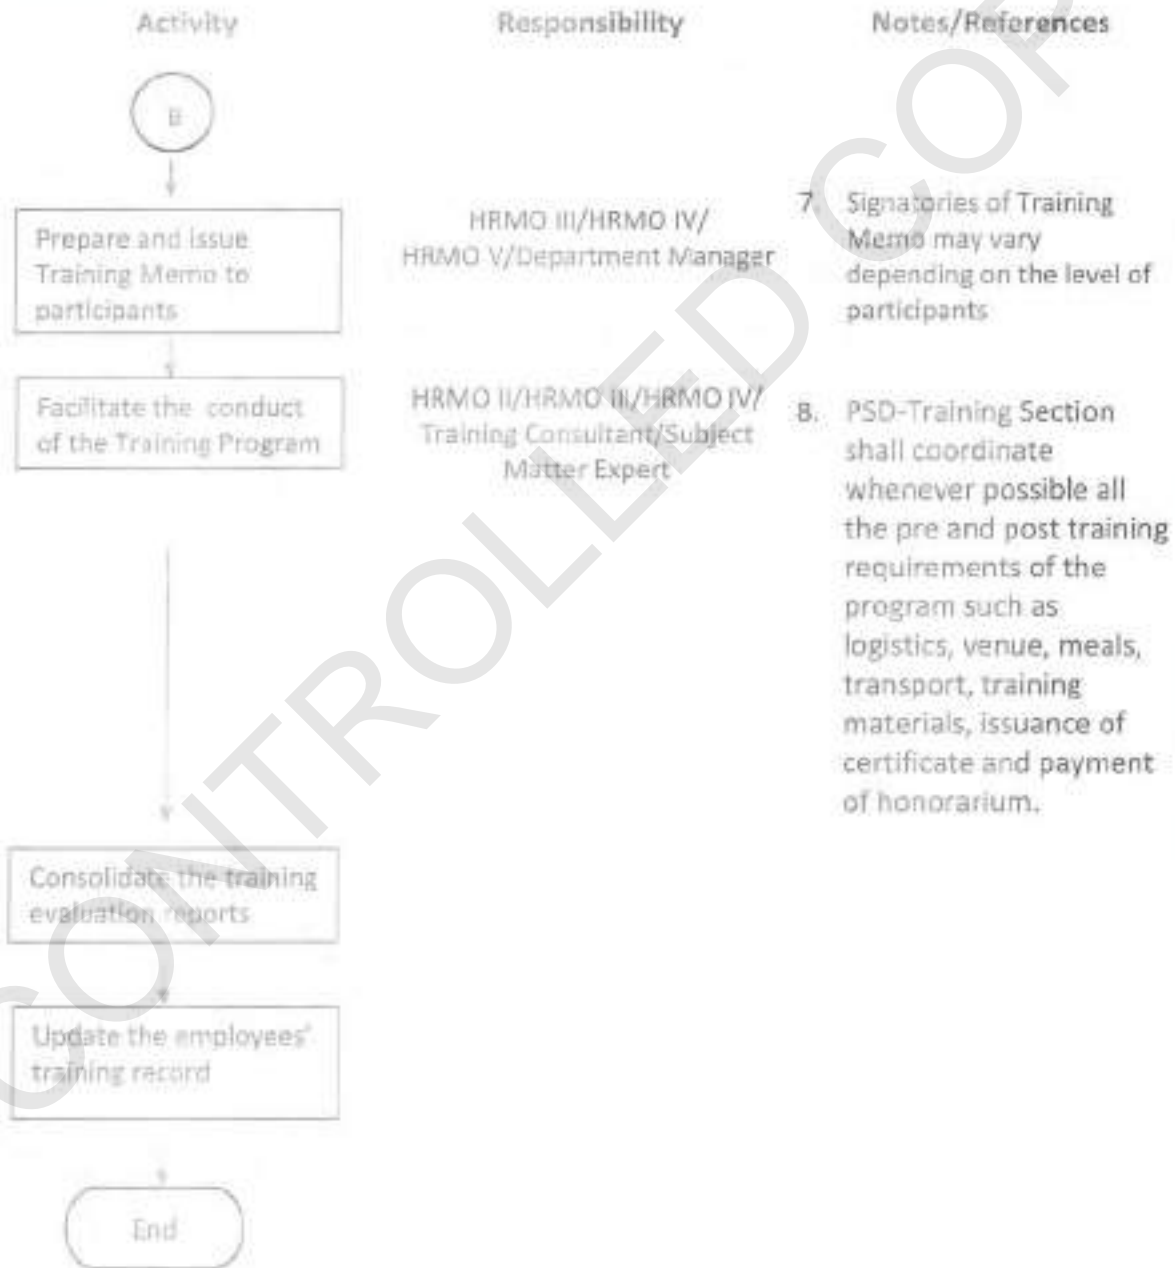 Activity
Responsibility
Notes/References
B
Prepare and issue
Training Memo to
participants
HRMO III/HRMO IV/
HRMO V/Department Manager
7. Signatories of Training
Memo may vary
depending on the level of
participants
Facilitate the conduct
of the Training Program
HRMO II/HRMO III/HRMO IV/
Training Consultant/Subject
Matter Expert
8. PSD-Training Section
shall coordinate
whenever possible all
the pre and post training
requirements of the
program such as
logistics, venue, meals,
transport, training
materials, issuance of
certificate and payment
of honorarium.
Consolidate the training
evaluation reports
Update the employees'
training record
End
CONTROLLED COP